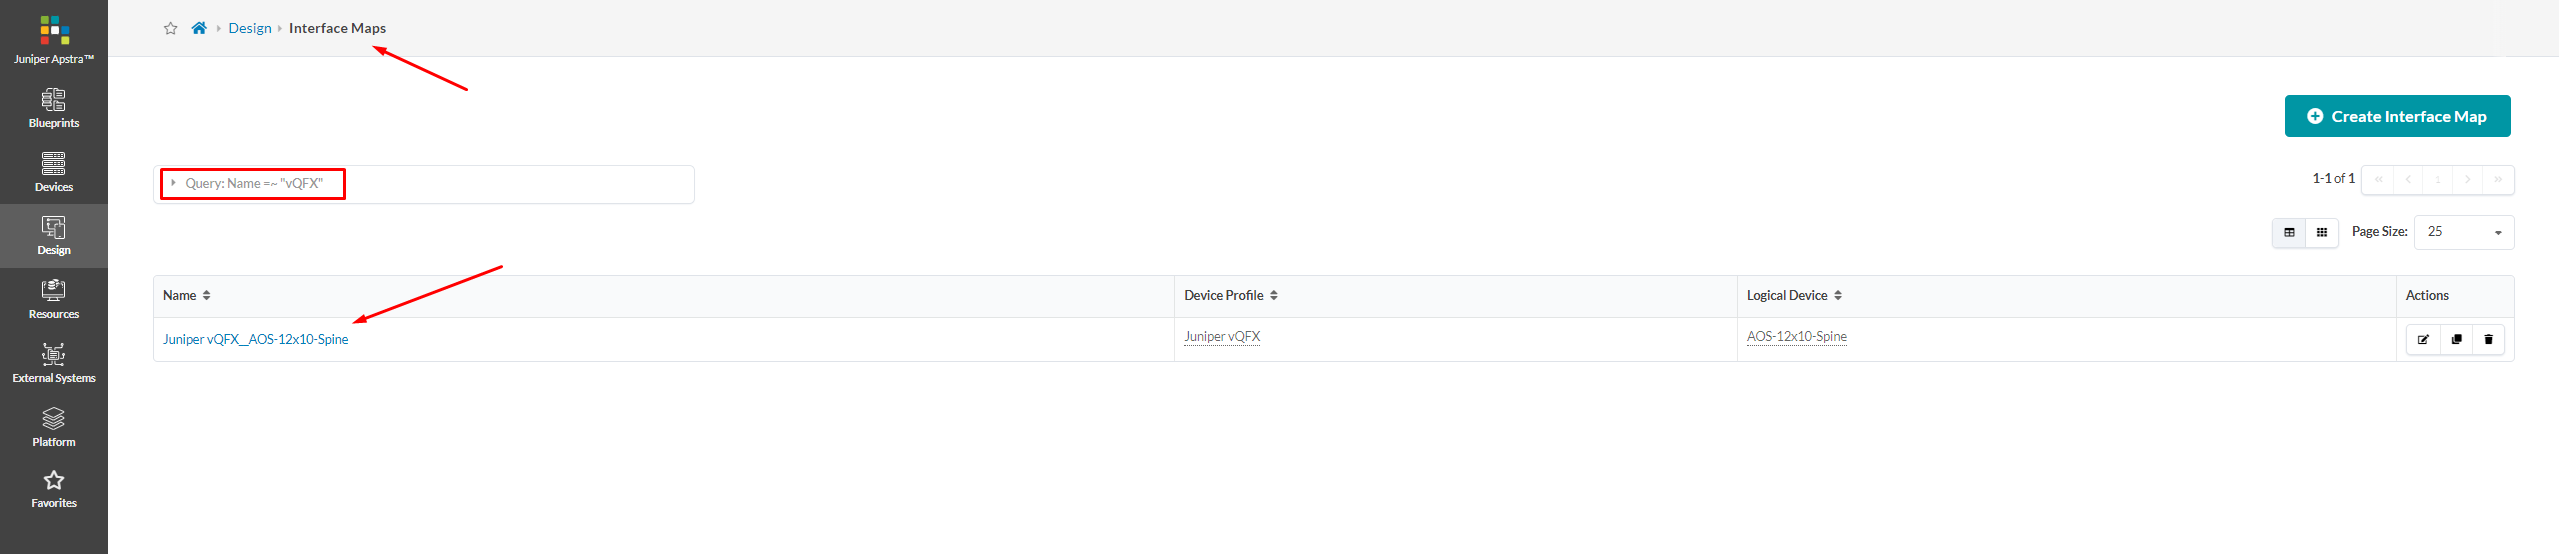 Juniper Apstra™
Blueprints
Devices
Design
Resources
External Systems
Platform
Favorites
Design Interface Maps
Create Interface Map
Query: Name =~ "vQFX"
1-1 of 1
1
Page Size: 25
Name Device Profile Logical Device Actions
Juniper vQFX__AOS-12x10-Spine Juniper vQFX AOS-12x10-Spine